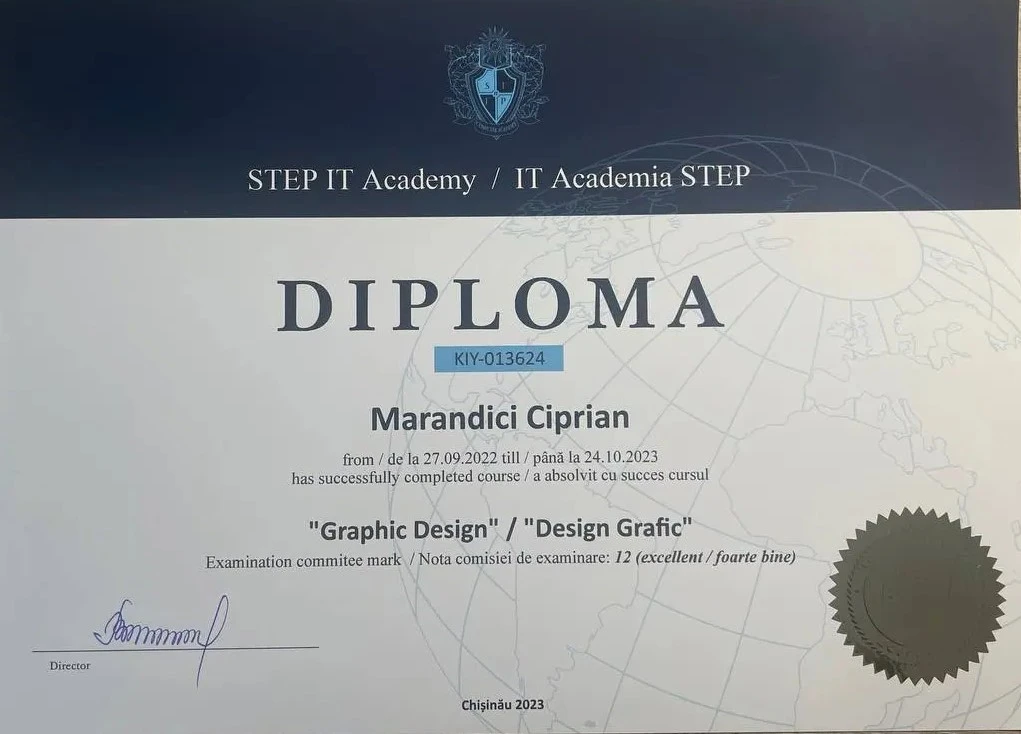 S T
I P
STEP IT Academy / IT Academia STEP
DIPLOMA
KIY-013624
Marandici Ciprian
from / de la 27.09.2022 till / până la 24.10.2023
has successfully completed course / a absolvit cu succes cursul
"Graphic Design" / "Design Grafic"
Examination commitee mark / Nota comisiei de examinare: 12 (excellent / foarte bine)
Director
Chișinău 2023